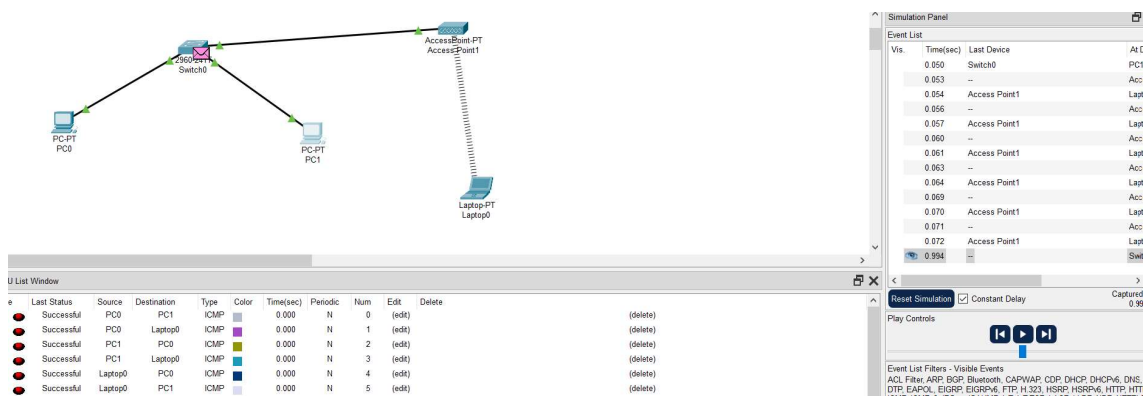 AccessPoint-PT
Access Point1
Switch0
PC-PT
PC0
PC-PT
PC1
Laptop-PT
Laptop0
Simulation Panel
Event List
Vis. Time(sec) Last Device At D
0.050 Switch0 PC1
0.053 -- Acc
0.054 Access Point1 Lapt
0.056 -- Acc
0.057 Access Point1 Lapt
0.060 -- Acc
0.061 Access Point1 Lapt
0.063 -- Acc
0.064 Access Point1 Lapt
0.069 -- Acc
0.070 Access Point1 Lapt
0.071 -- Acc
0.072 Access Point1 Lapt
0.994 -- Swit
Reset Simulation Constant Delay Captured
0.99
Play Controls
Event List Filters - Visible Events
ACL Filter, ARP, BGP, Bluetooth, CAPWAP, CDP, DHCP, DHCPv6, DNS,
DTP, EAPOL, EIGRP, EIGRPv6, FTP, H.323, HSRP, HSRPv6, HTTP, HTT
U List Window
e Last Status Source Destination Type Color Time(sec) Periodic Num Edit Delete
Successful PC0 PC1 ICMP 0.000 N 0 (edit) (delete)
Successful PC0 Laptop0 ICMP 0.000 N 1 (edit) (delete)
Successful PC1 PC0 ICMP 0.000 N 2 (edit) (delete)
Successful PC1 Laptop0 ICMP 0.000 N 3 (edit) (delete)
Successful Laptop0 PC0 ICMP 0.000 N 4 (edit) (delete)
Successful Laptop0 PC1 ICMP 0.000 N 5 (edit) (delete)